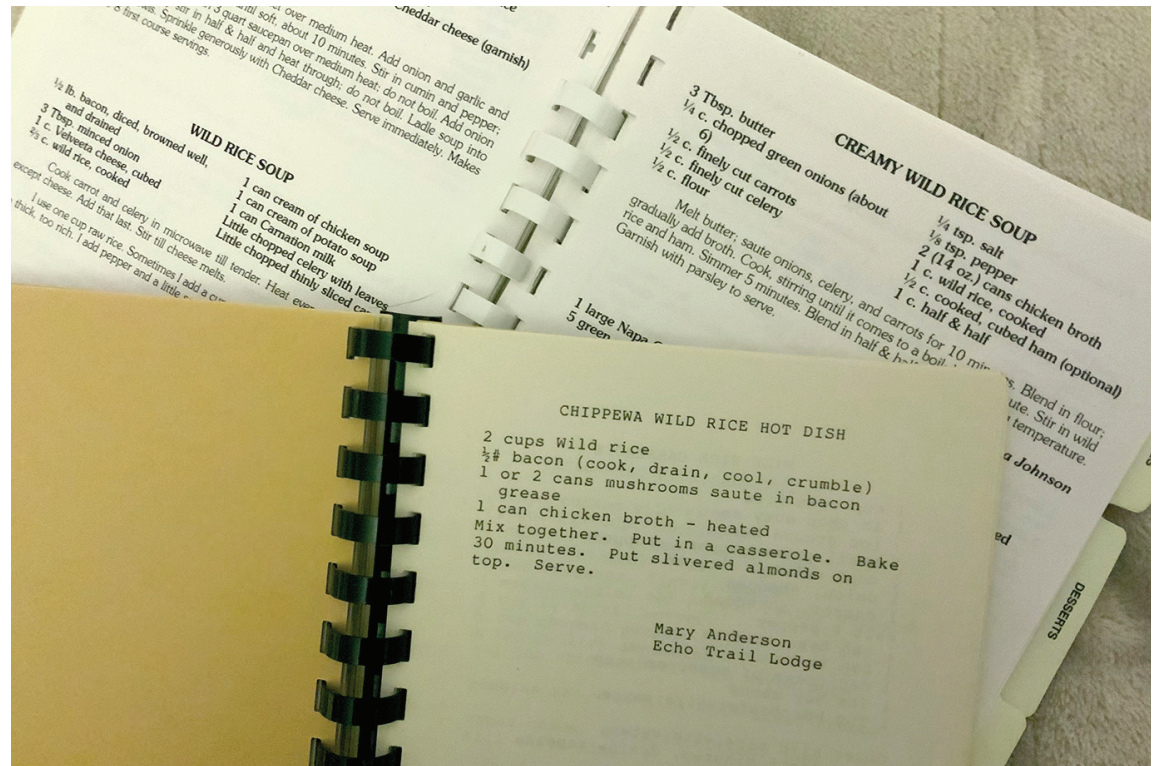 Cheddar cheese (garnish)
over medium heat. Add onion and garlic and
until soft, about 10 minutes. Stir in cumin and pepper;
3 quart saucepan over medium heat; do not boil. Add onion
stir in half & half and heat through; do not boil. Ladle soup into
Sprinkle generously with Cheddar cheese. Serve immediately. Makes
8 first course servings.
WILD RICE SOUP
½ lb. bacon, diced, browned well,
and drained
3 Tbsp. minced onion
1 c. Velveeta cheese, cubed
⅔ c. wild rice, cooked
1 can cream of chicken soup
1 can cream of potato soup
1 can Carnation milk
Little chopped celery with leaves
Little chopped thinly sliced
Cook carrot and celery in microwave till tender. Heat
except cheese. Add that last. Stir till cheese melts.
I use one cup raw rice. Sometimes I add a
thick, too rich. I add pepper and a little
CREAMY WILD RICE SOUP
3 Tbsp. butter
¼ c. chopped green onions (about
6)
½ c. finely cut carrots
½ c. finely cut celery
½ c. flour
¼ tsp. salt
⅛ tsp. pepper
2 (14 oz.) cans chicken broth
1 c. wild rice, cooked
½ c. cooked, cubed ham (optional)
1 c. half & half
Melt butter; saute onions, celery, and carrots for 10 Blend in flour;
gradually add broth. Cook, stirring until it comes to a boil; Stir in wild
rice and ham. Simmer 5 minutes. Blend in half & temperature.
Garnish with parsley to serve.
Johnson
1 large Napa
5 green
DESSERTS
CHIPPEWA WILD RICE HOT DISH
2 cups Wild rice
½# bacon (cook, drain, cool, crumble)
1 or 2 cans mushrooms saute in bacon
grease
1 can chicken broth - heated
Mix together. Put in a casserole. Bake
30 minutes. Put slivered almonds on
top. Serve.
Mary Anderson
Echo Trail Lodge